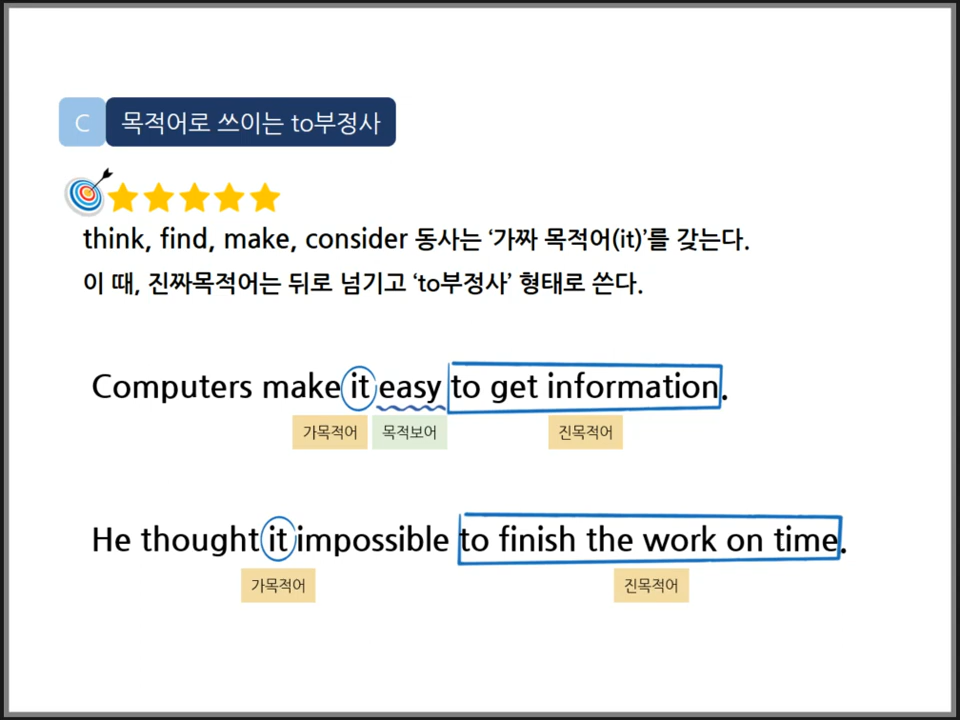 C 목적어로 쓰이는 to부정사
think, find, make, consider 동사는 ‘가짜 목적어(it)’를 갖는다.
이 때, 진짜목적어는 뒤로 넘기고 ‘to부정사’ 형태로 쓴다.
Computers make it easy to get information.
가목적어 목적보어 진목적어
He thought it impossible to finish the work on time.
가목적어 진목적어